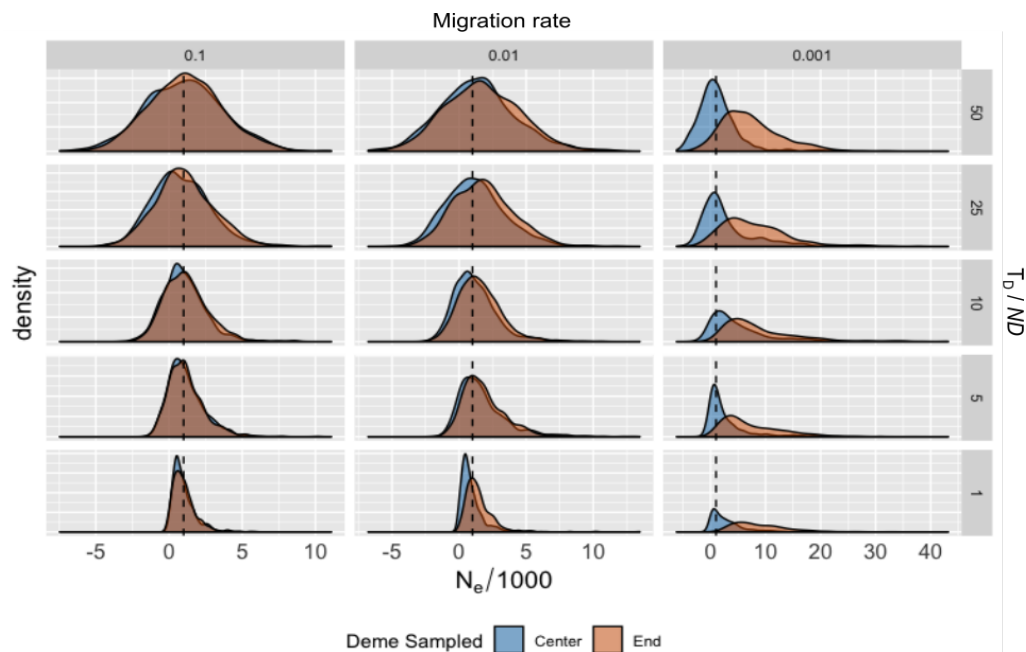 Migration rate
0.1 0.01 0.001
50
25
10
5
1
density
T_D / ND
-5 0 5 10 -5 0 5 10 0 10 20 30 40
N_e/1000
Deme Sampled Center End